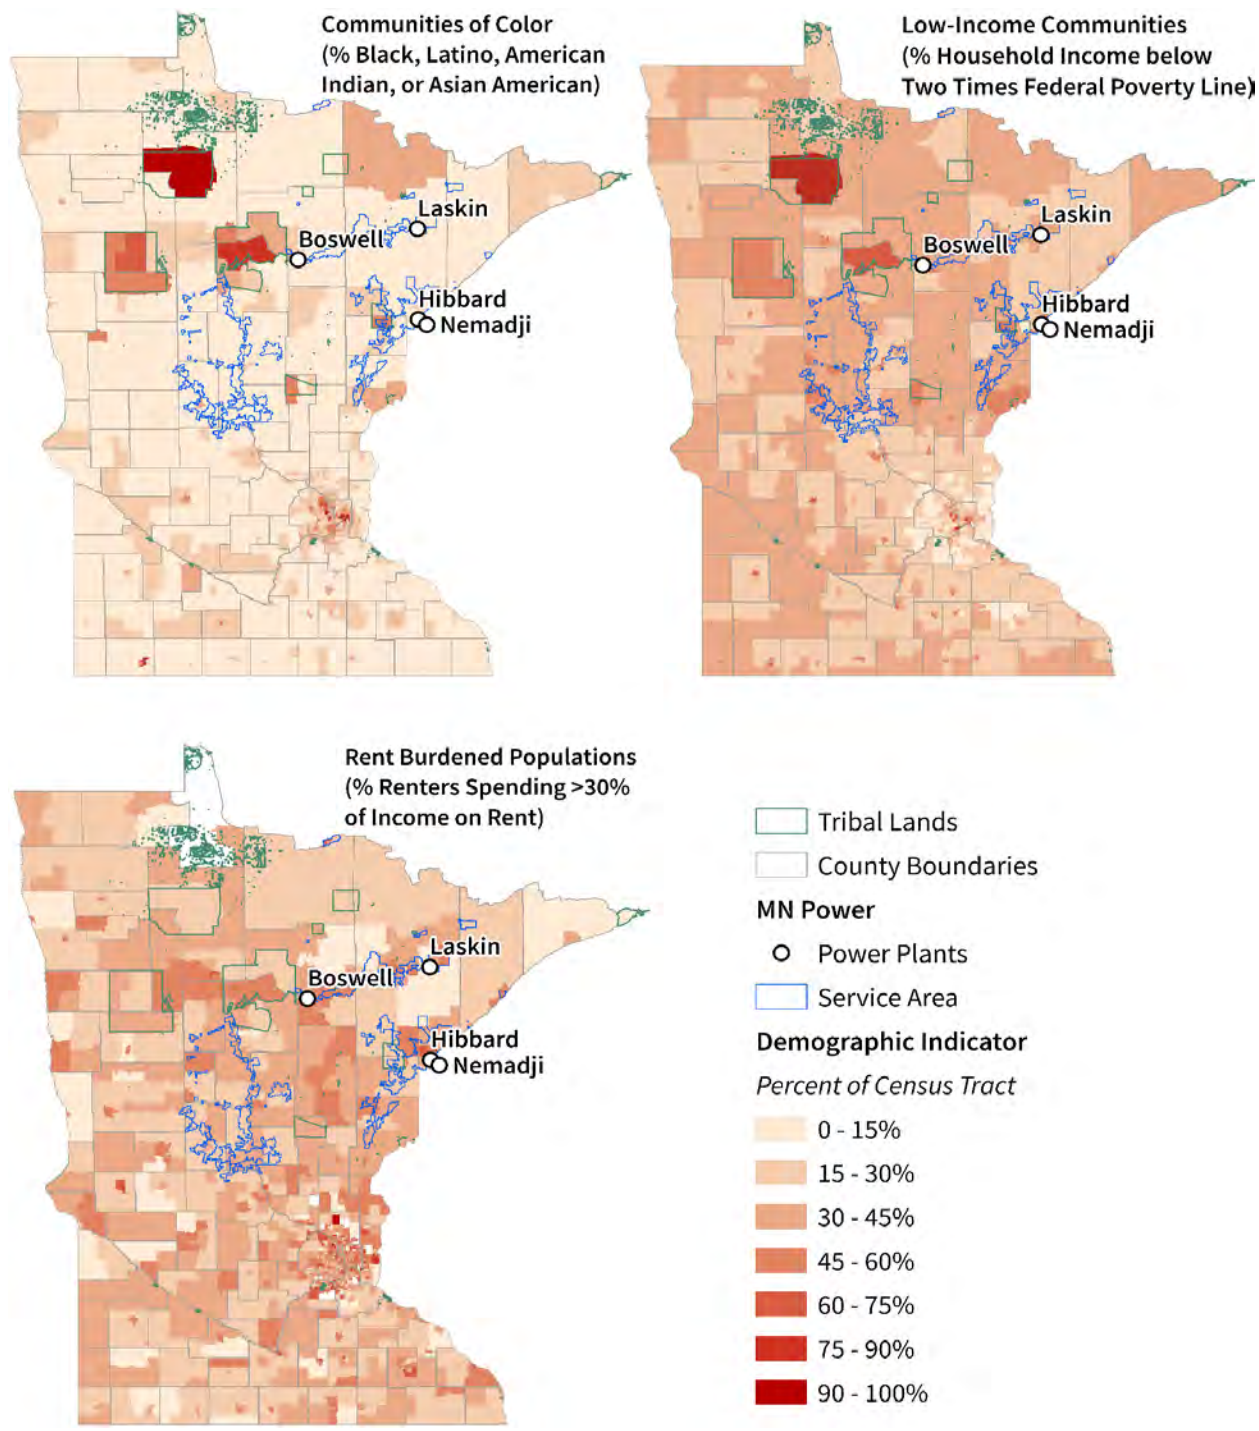 Communities of Color
(% Black, Latino, American
Indian, or Asian American)
Laskin
Boswell
Hibbard
Nemadji
Low-Income Communities
(% Household Income below
Two Times Federal Poverty Line)
Laskin
Boswell
Hibbard
Nemadji
Rent Burdened Populations
(% Renters Spending >30%
of Income on Rent)
Laskin
Boswell
Hibbard
Nemadji
Tribal Lands
County Boundaries
MN Power
Power Plants
Service Area
Demographic Indicator
Percent of Census Tract
0 - 15%
15 - 30%
30 - 45%
45 - 60%
60 - 75%
75 - 90%
90 - 100%